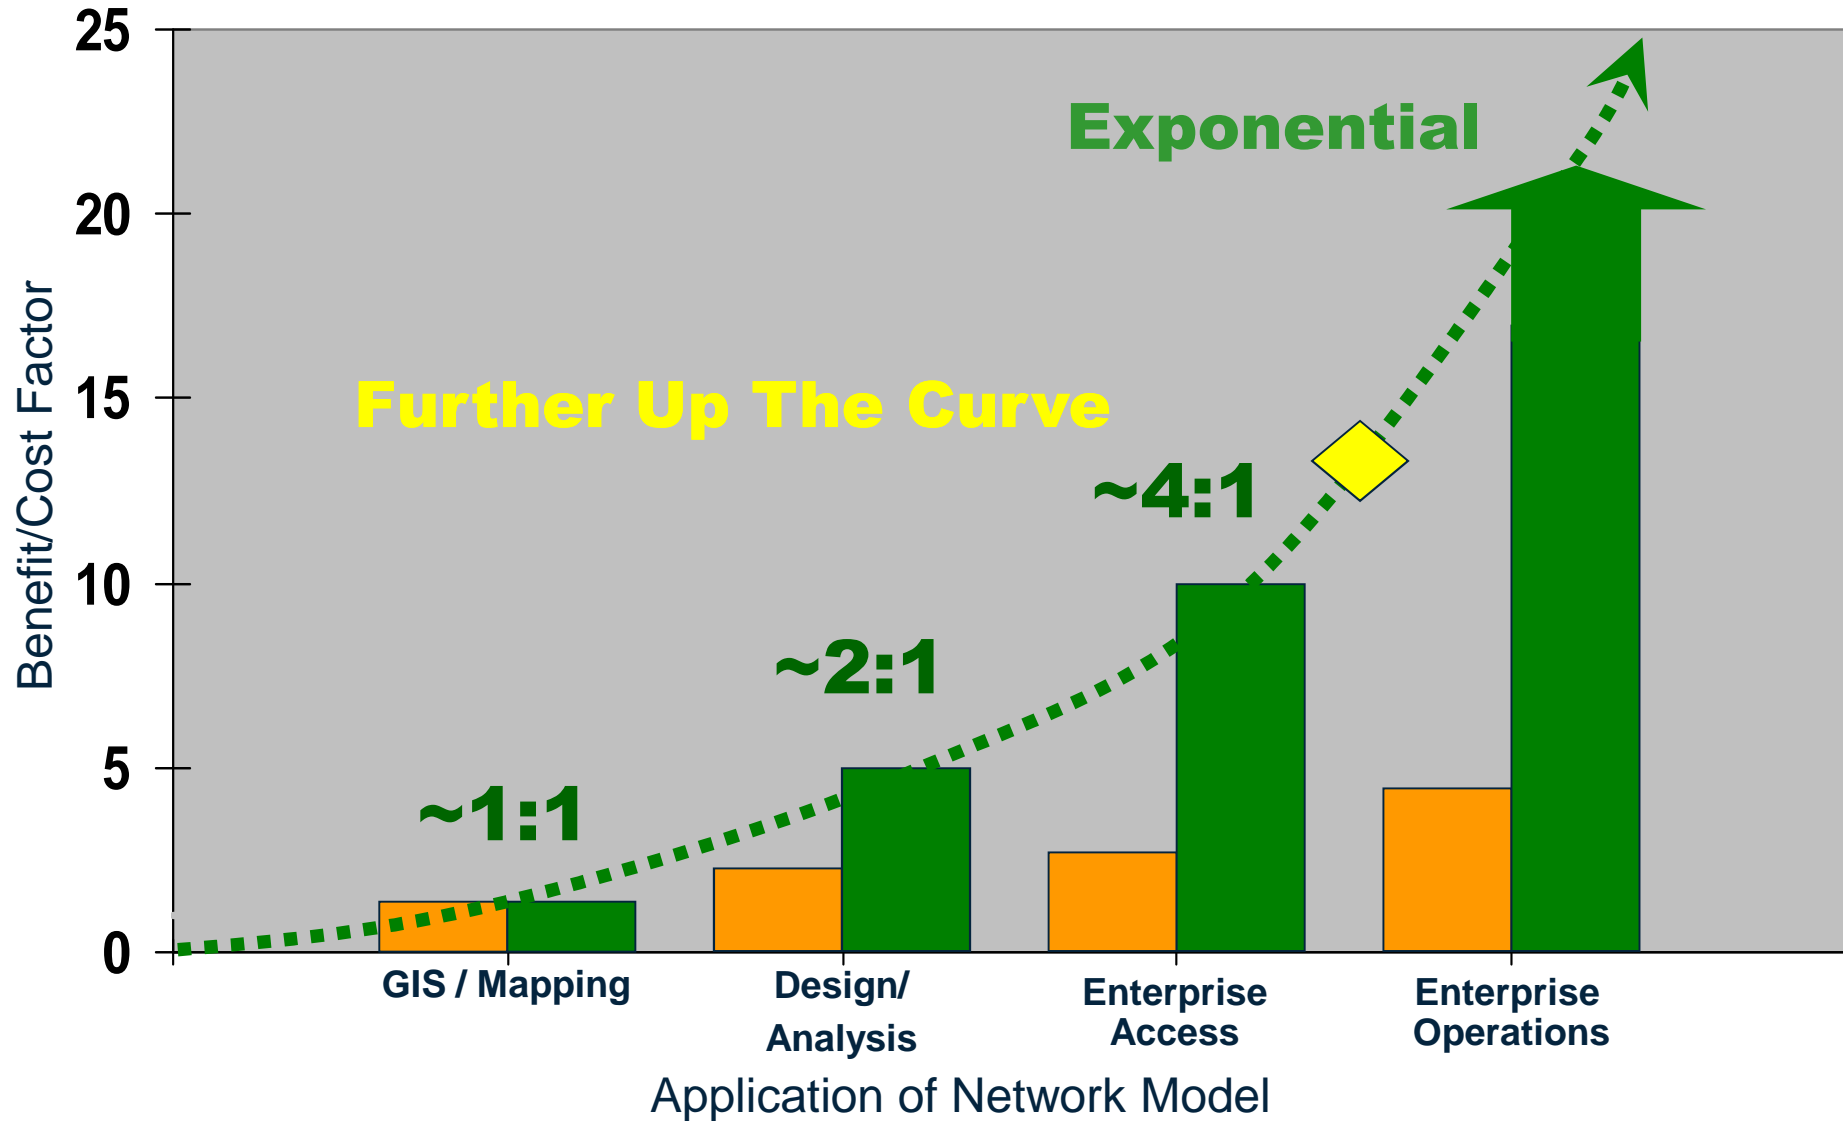 25
20
15
10
5
0
Benefit/Cost Factor
Exponential
Further Up The Curve
~4:1
~2:1
~1:1
GIS / Mapping
Design/
Analysis
Enterprise
Access
Enterprise
Operations
Application of Network Model